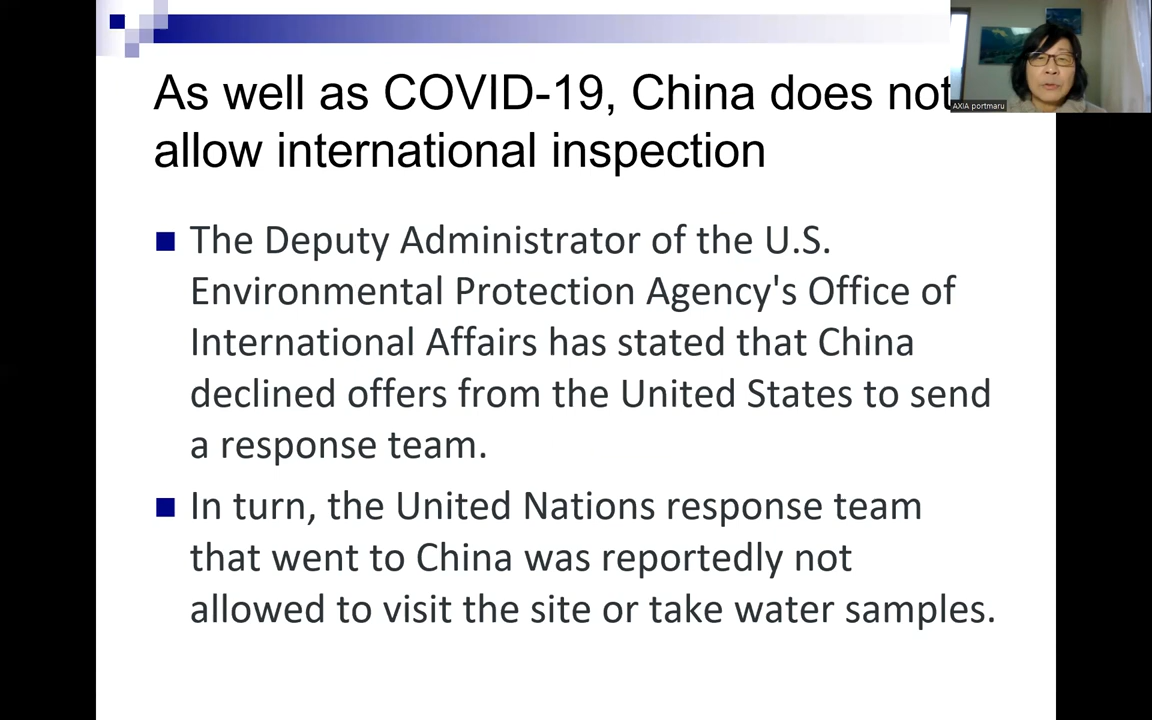 As well as COVID-19, China does not
allow international inspection
AXIA portmaru
The Deputy Administrator of the U.S.
Environmental Protection Agency's Office of
International Affairs has stated that China
declined offers from the United States to send
a response team.
In turn, the United Nations response team
that went to China was reportedly not
allowed to visit the site or take water samples.